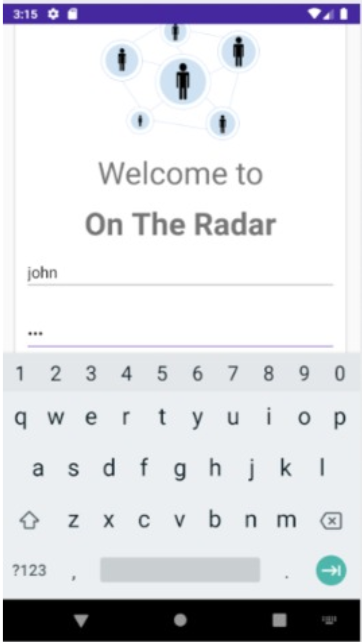 3:15
Welcome to
On The Radar
john
...
1 2 3 4 5 6 7 8 9 0
q w e r t y u i o p
a s d f g h j k l
z x c v b n m
?123 , .